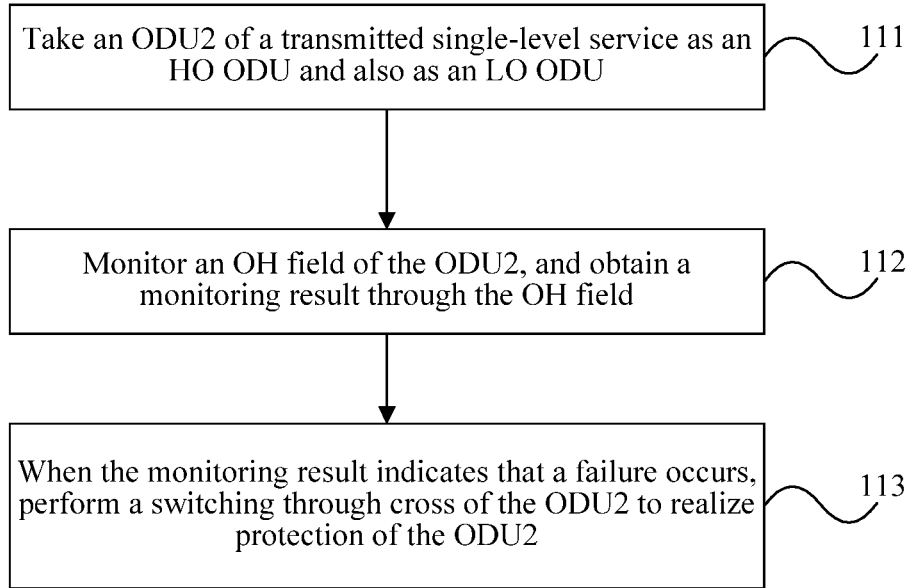 Take an ODU2 of a transmitted single-level service as an
HO ODU and also as an LO ODU
111
Monitor an OH field of the ODU2, and obtain a
monitoring result through the OH field
112
When the monitoring result indicates that a failure occurs,
perform a switching through cross of the ODU2 to realize
protection of the ODU2
113